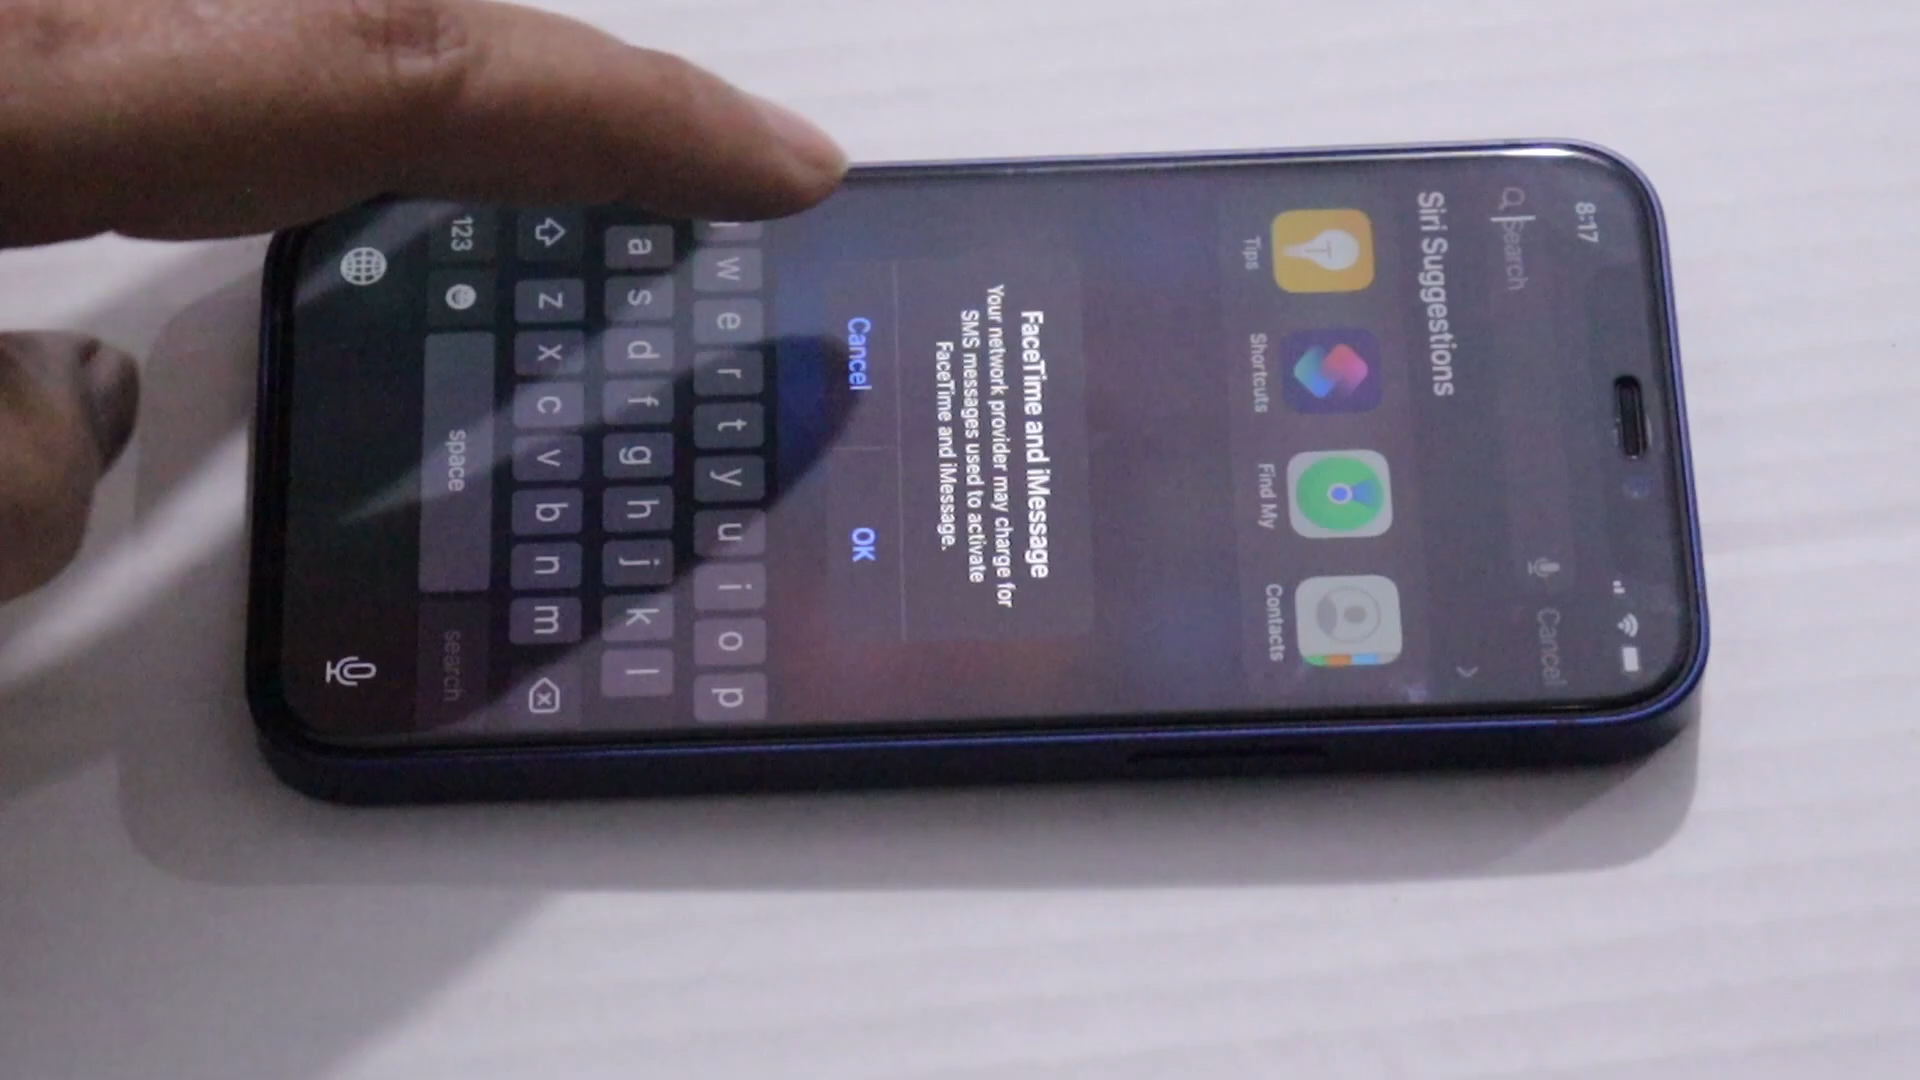 8:17
Search
Cancel
Siri Suggestions
Tips
Shortcuts
Find My
Contacts
FaceTime and iMessage
Your network provider may charge for
SMS messages used to activate
FaceTime and iMessage.
Cancel
OK
w e r t y u i o p
a s d f g h j k l
z x c v b n m
123
space
search